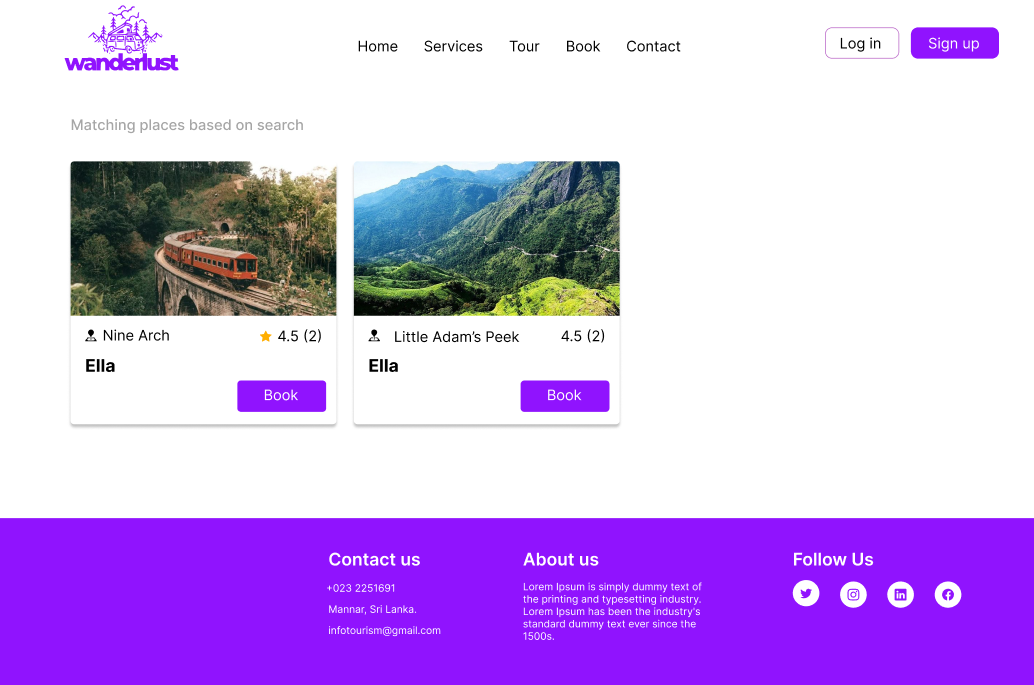 wanderlust
Home Services Tour Book Contact
Log in Sign up
Matching places based on search
Nine Arch 4.5 (2)
Ella
Book
Little Adam's Peek 4.5 (2)
Ella
Book
Contact us
+023 2251691
Mannar, Sri Lanka.
infotourism@gmail.com
About us
Lorem Ipsum is simply dummy text of
the printing and typesetting industry.
Lorem Ipsum has been the industry's
standard dummy text ever since the
1500s.
Follow Us